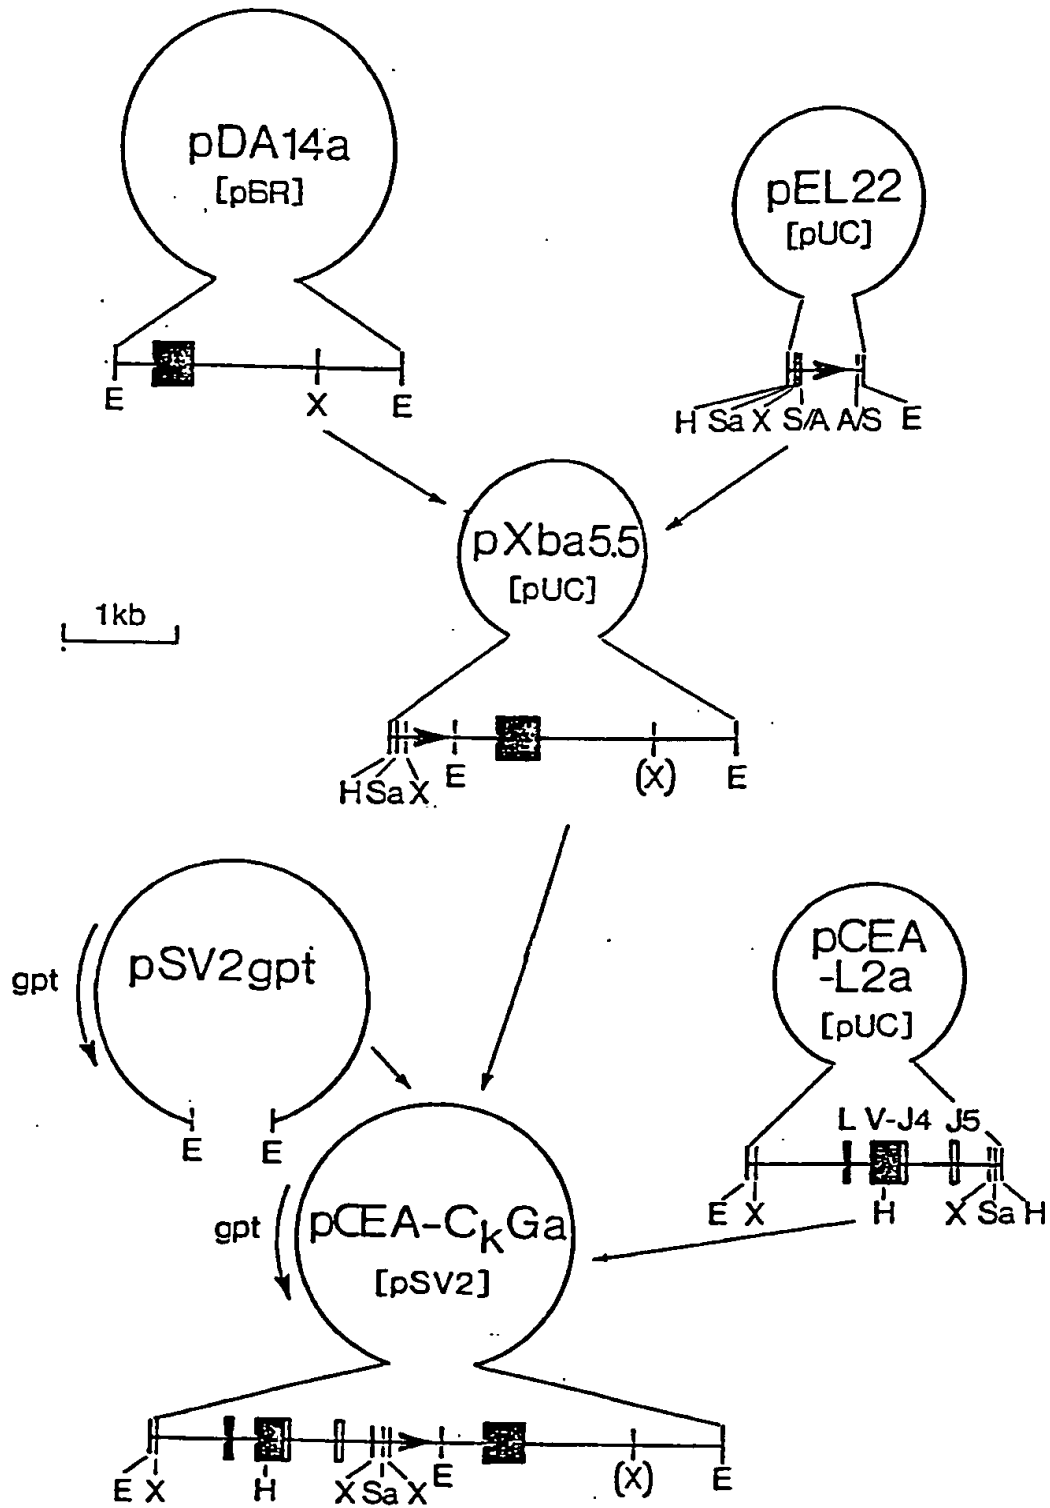 pDA14a
[pBR]
E X E
pEL22
[pUC]
H Sa X S/A A/S E
pXba5.5
[pUC]
1kb
H Sa X E (X) E
gpt
pSV2gpt
E E
pCEA
-L2a
[pUC]
L V-J4 J5
E X H X Sa H
gpt
pCEA-CkGa
[pSV2]
E X H X Sa X E (X) E